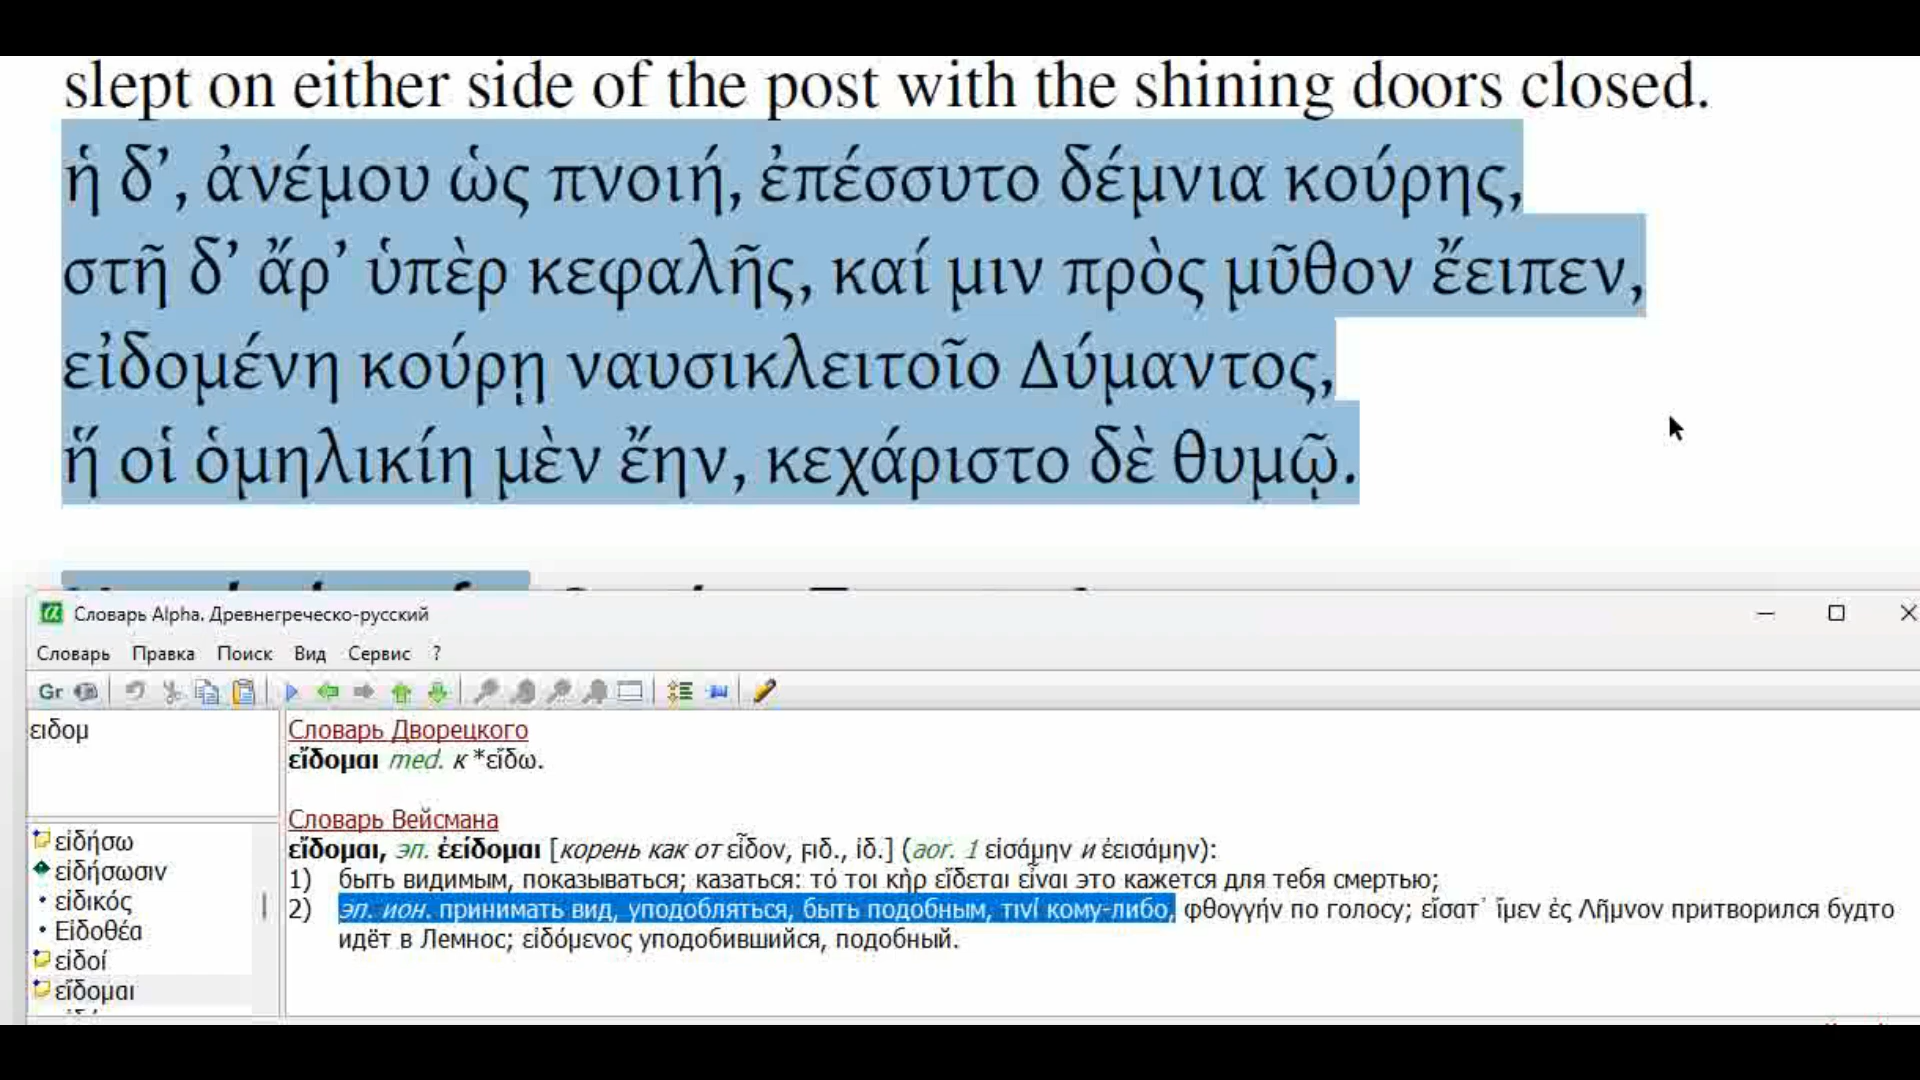 slept on either side of the post with the shining doors closed.
ἡ δ’, ἀνέμου ὡς πνοιή, ἐπέσσυτο δέμνια κούρης,
στῆ δ’ ἄρ’ ὑπὲρ κεφαλῆς, καί μιν πρὸς μῦθον ἔειπεν,
εἰδομένη κούρῃ ναυσικλειτοῖο Δύμαντος,
ἥ οἱ ὁμηλικίη μὲν ἔην, κεχάριστο δὲ θυμῷ.
Словарь Alpha. Древнегреческо-русский
Словарь Правка Поиск Вид Сервис ?
Gr
ειδομ
εἰδήσω
εἰδήσωσιν
εἰδικός
Εἰδοθέα
εἰδοί
εἴδομαι
Словарь Дворецкого
εἴδομαι med. к *εἴδω.
Словарь Вейсмана
εἴδομαι, эп. ἐείδομαι [корень как от εἶδον, ϝιδ., ἰδ.] (aor. 1 εἰσάμην и ἐεισάμην):
1) быть видимым, показываться; казаться: τό τοι κὴρ εἴδεται εἶναι это кажется для тебя смертью;
2) эп. ион. принимать вид, уподобляться, быть подобным, τινί кому-либо, φθογγήν по голосу; εἴσατ᾽ ἴμεν ἐς Λῆμνον притворился будто
идёт в Лемнос; εἰδόμενος уподобившийся, подобный.